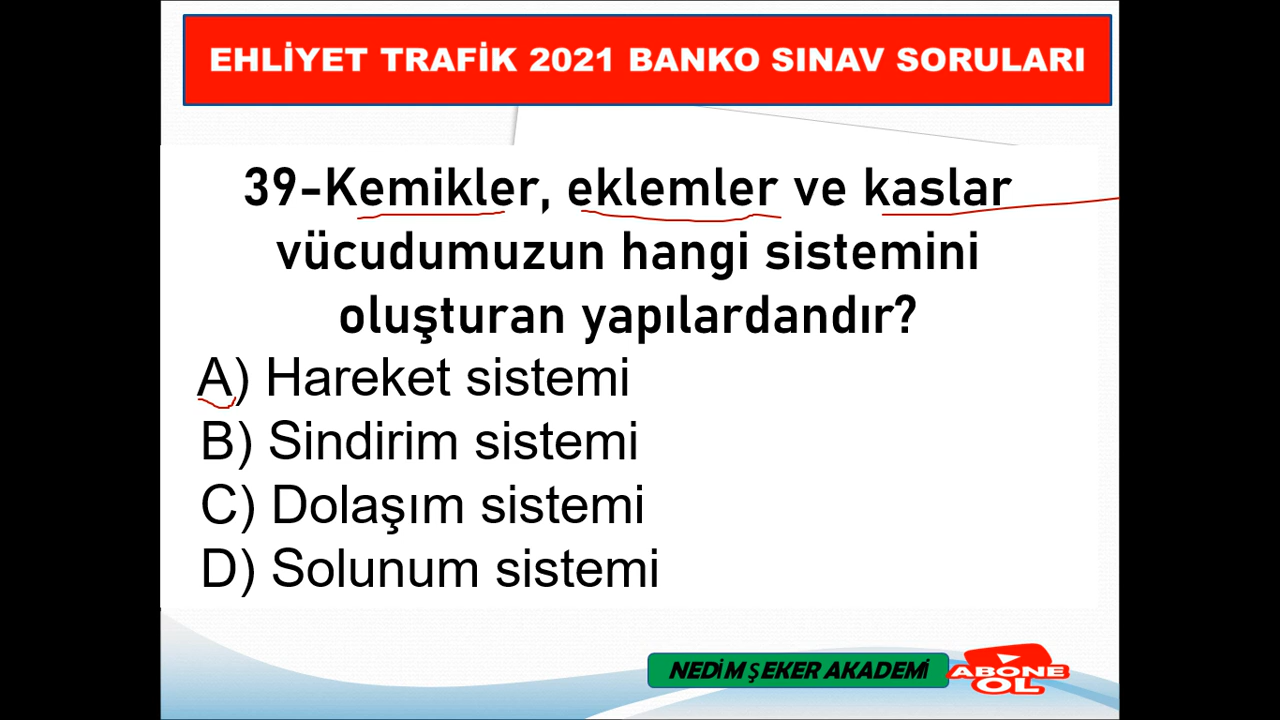 EHLİYET TRAFİK 2021 BANKO SINAV SORULARI
39-Kemikler, eklemler ve kaslar
vücudumuzun hangi sistemini
oluşturan yapılardandır?
A) Hareket sistemi
B) Sindirim sistemi
C) Dolaşım sistemi
D) Solunum sistemi
NEDİM ŞEKER AKADEMİ
ABONE
OL